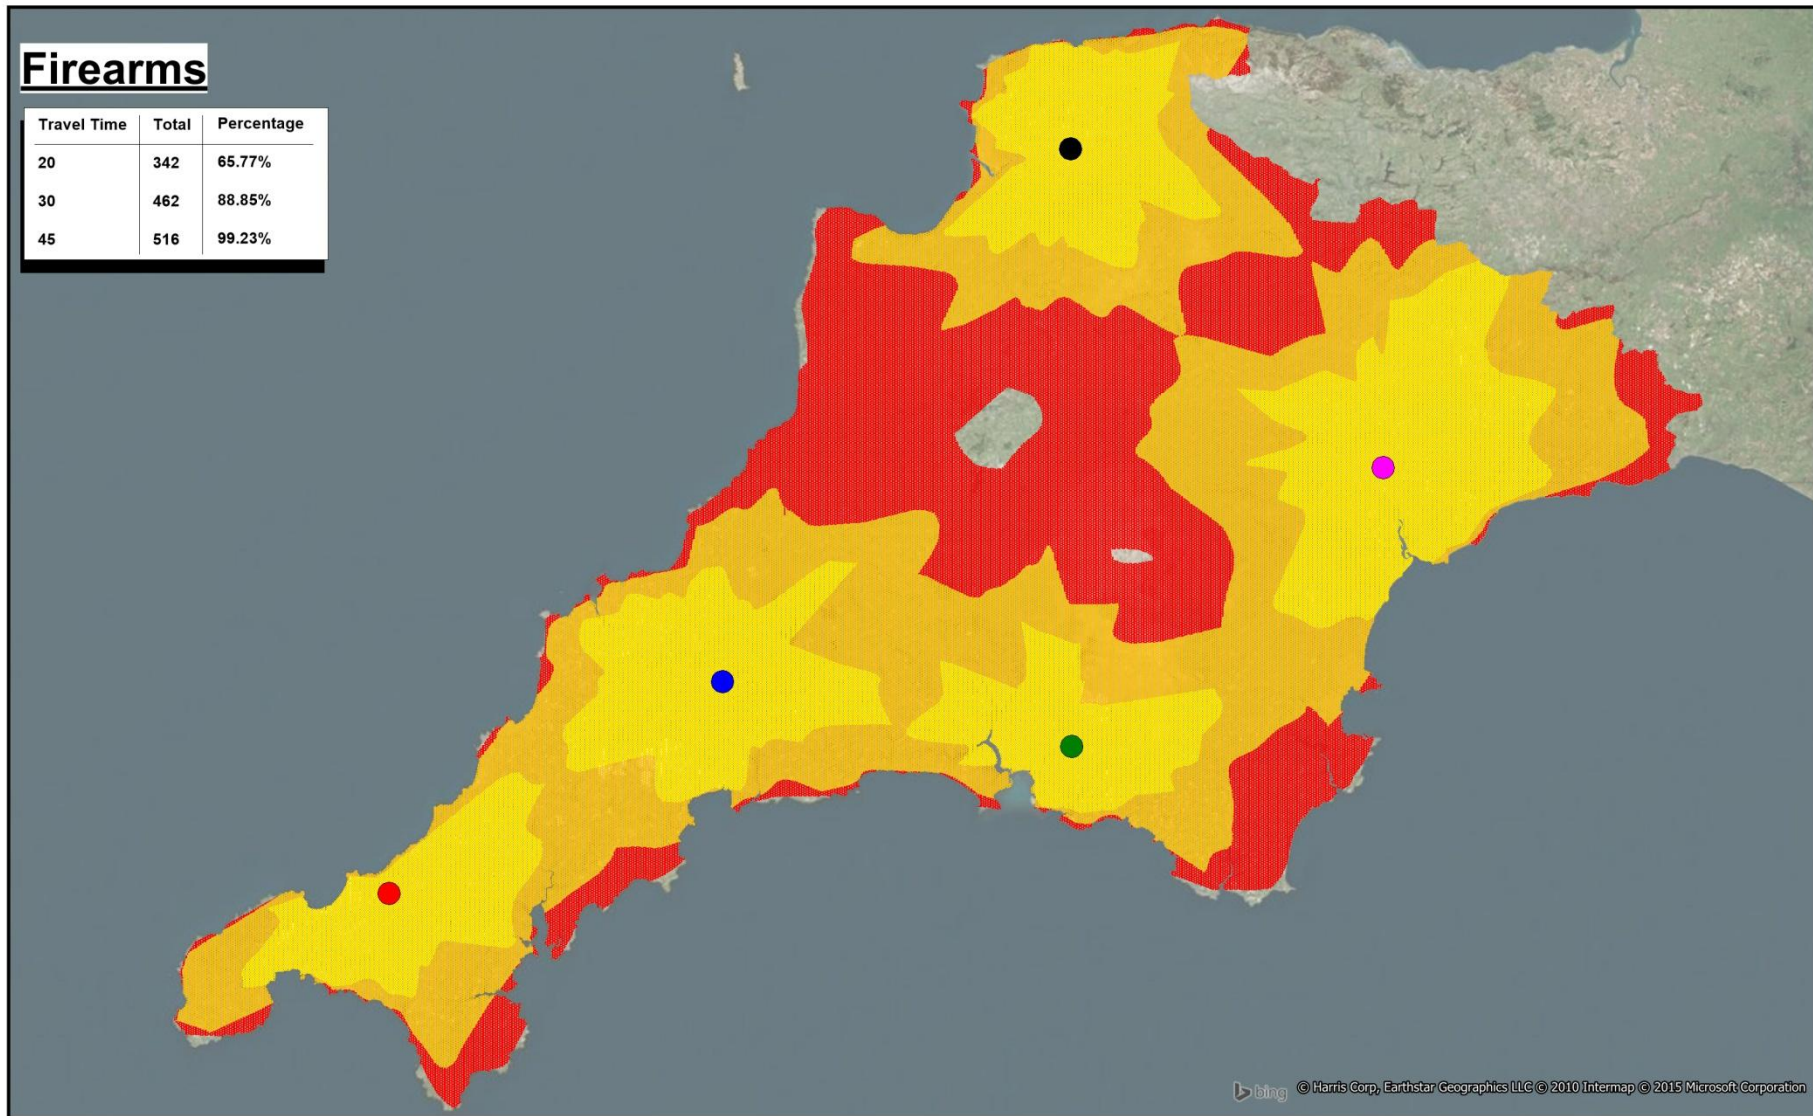 Firearms
Travel Time Total Percentage
20 342 65.77%
30 462 88.85%
45 516 99.23%
bing © Harris Corp, Earthstar Geographics LLC © 2010 Intermap © 2015 Microsoft Corporation